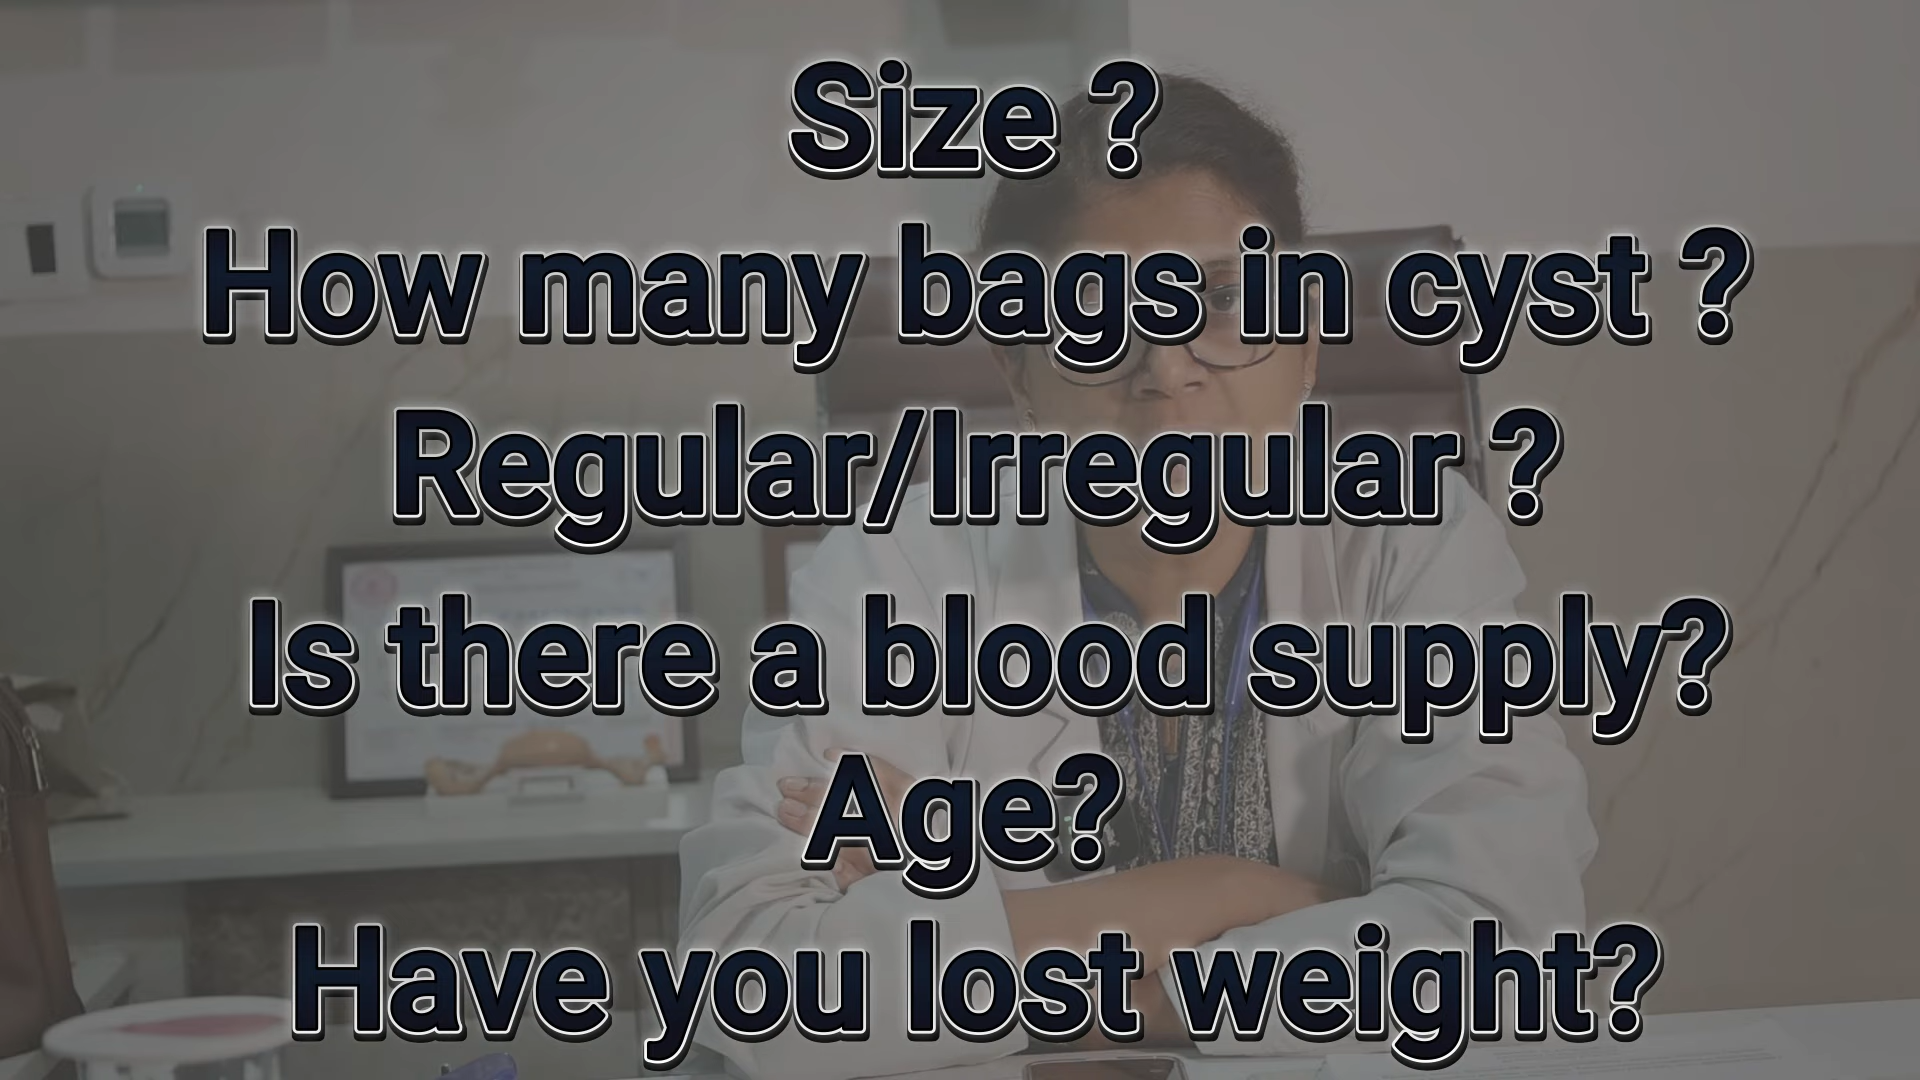 Size ?
How many bags in cyst ?
Regular/Irregular ?
Is there a blood supply?
Age?
Have you lost weight?